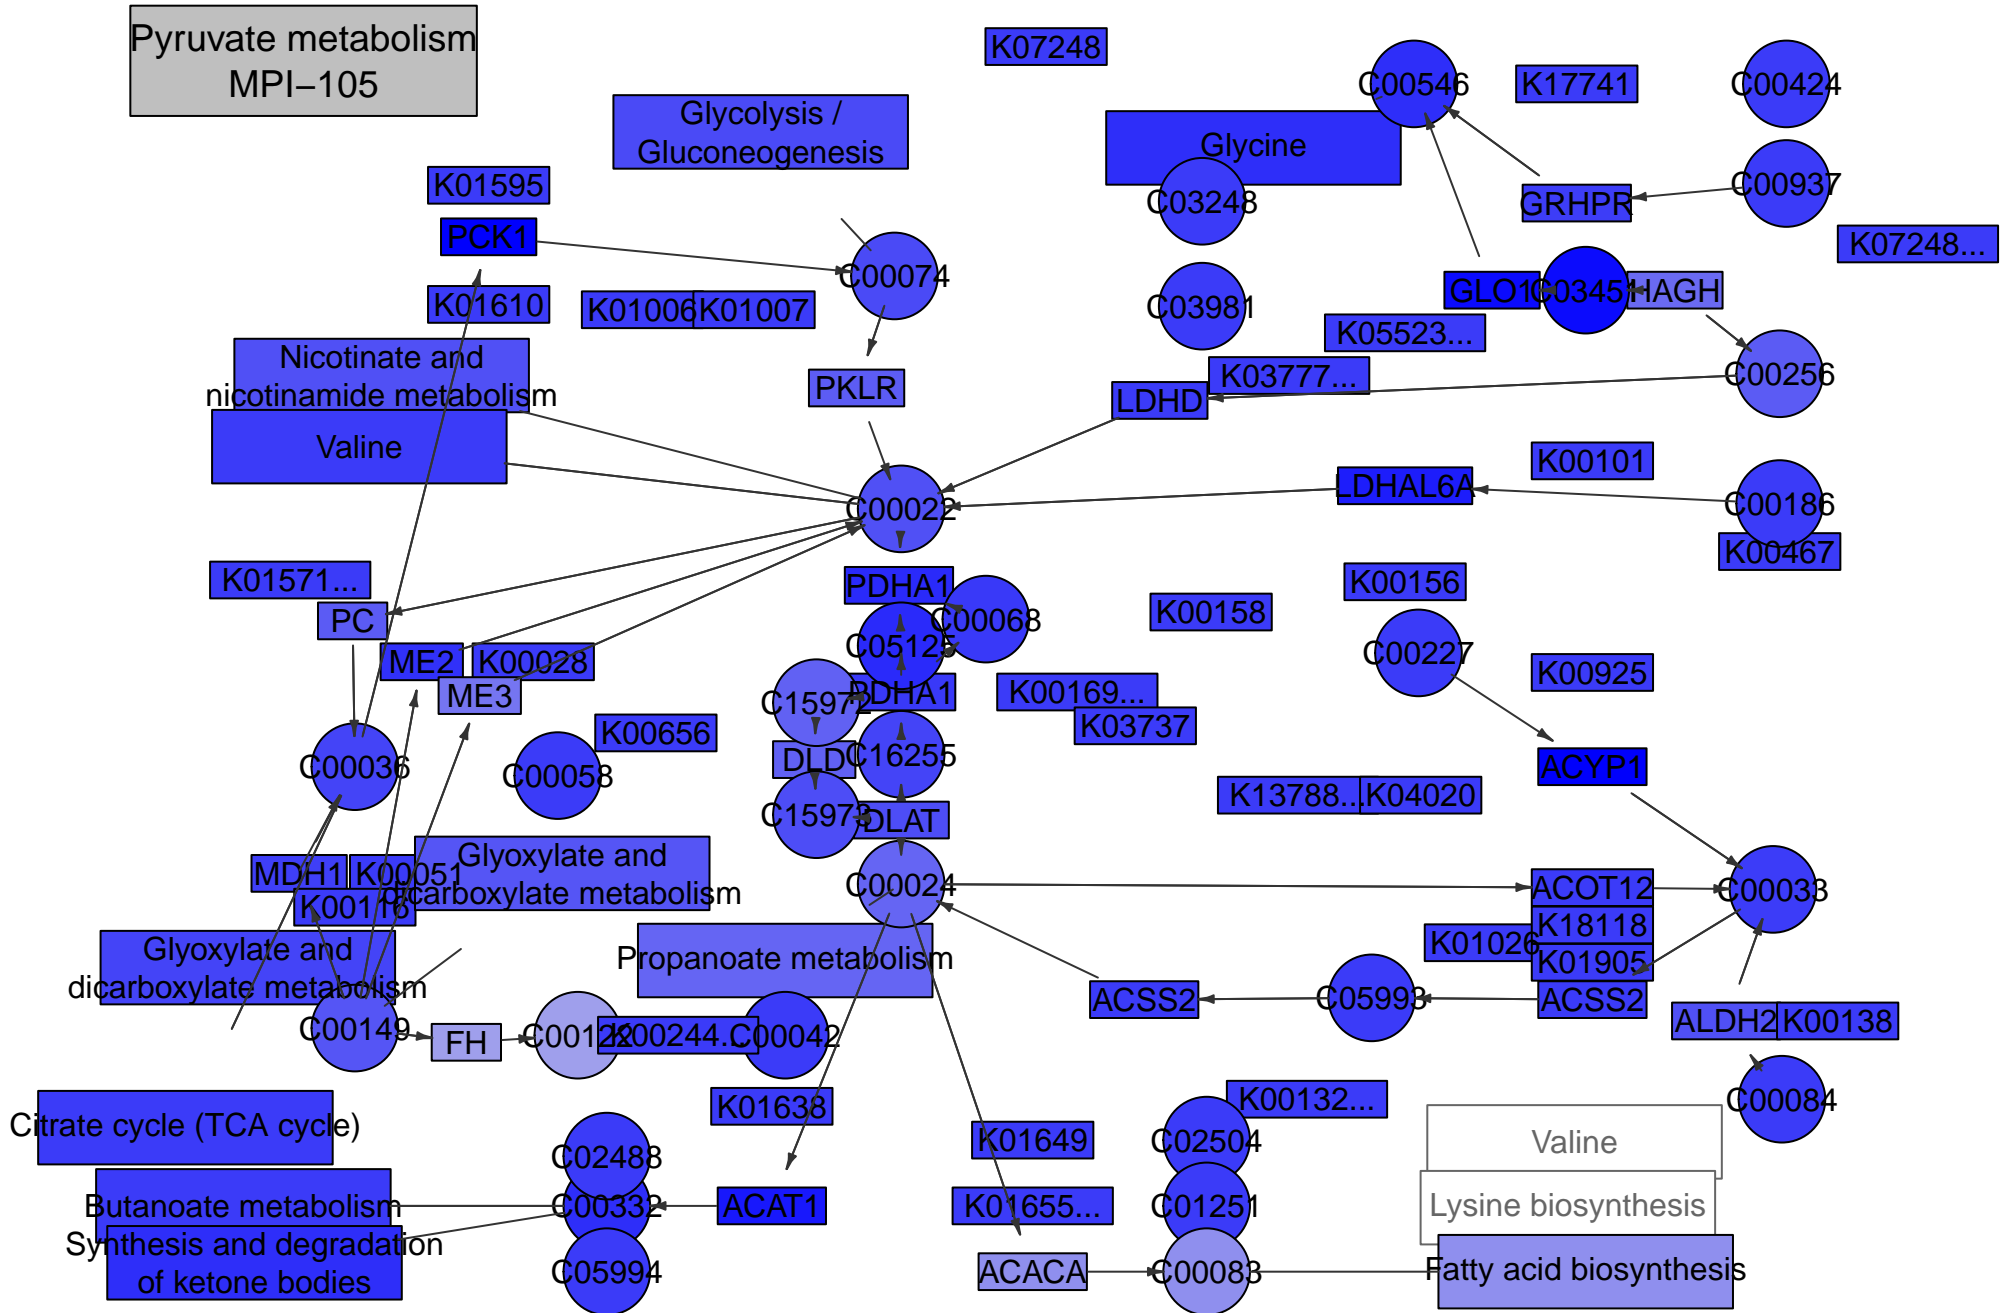 Pyruvate metabolism
MPI−105
K07248
C00546
K17741
C00424
Glycolysis /
Gluconeogenesis
Glycine
K01595
C03248
GRHPR
C00937
PCK1
K07248...
C00074
K01610
K01006
K01007
C03981
GLO1
C03451
HAGH
K05523...
Nicotinate and
nicotinamide metabolism
PKLR
K03777...
LDHD
C00256
Valine
K00101
C00022
LDHAL6A
C00186
K00467
K01571...
PDHA1
K00156
PC
C00068
K00158
C05125
C00227
ME2
K00028
ME3
K00925
C15972
PDHA1
K00169...
K03737
K00656
C00036
C00058
DLD
C16255
ACYP1
K13788...
K04020
C15973
DLAT
MDH1
K00051
Glyoxylate and
dicarboxylate metabolism
K00116
C00024
ACOT12
C00033
K18118
K01026
K01905
Glyoxylate and
dicarboxylate metabolism
Propanoate metabolism
ACSS2
C05993
ACSS2
ALDH2
K00138
C00149
FH
C00122
K00244...
C00042
K01638
K00132...
C00084
Citrate cycle (TCA cycle)
C02488
K01649
C02504
Valine
Butanoate metabolism
C00332
ACAT1
K01655...
C01251
Lysine biosynthesis
Synthesis and degradation
of ketone bodies
C05994
ACACA
C00083
Fatty acid biosynthesis